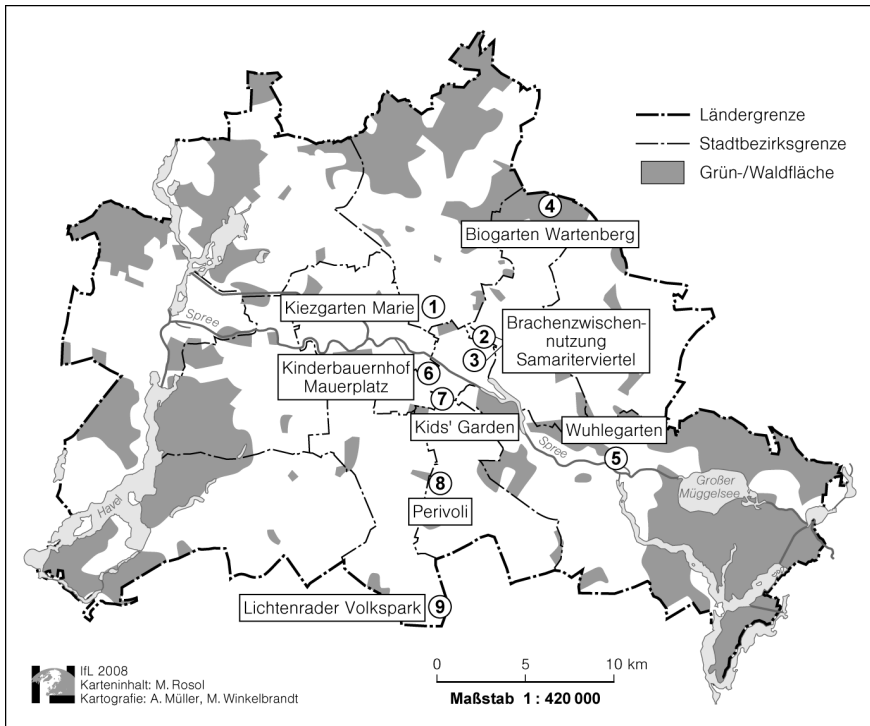 Ländergrenze
Stadtbezirksgrenze
Grün-/Waldfläche
4
Biogarten Wartenberg
Kiezgarten Marie
1
Spree
2
Brachenzwischen-
nutzung
Samariterviertel
3
Kinderbauernhof
Mauerplatz
6
7
Kids' Garden
Wuhlegarten
Spree
5
Großer
Müggelsee
Havel
8
Perivoli
Lichtenrader Volkspark
9
IfL 2008
Karteninhalt: M. Rosol
Kartografie: A. Müller, M. Winkelbrandt
0 5 10 km
Maßstab 1 : 420 000